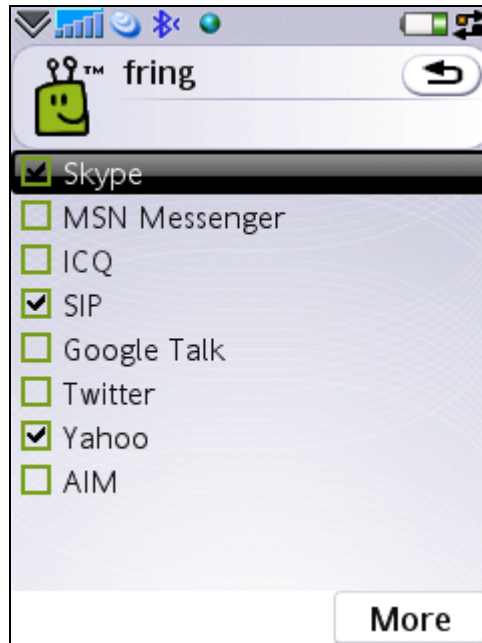 ™ fring
Skype
MSN Messenger
ICQ
SIP
Google Talk
Twitter
Yahoo
AIM
More